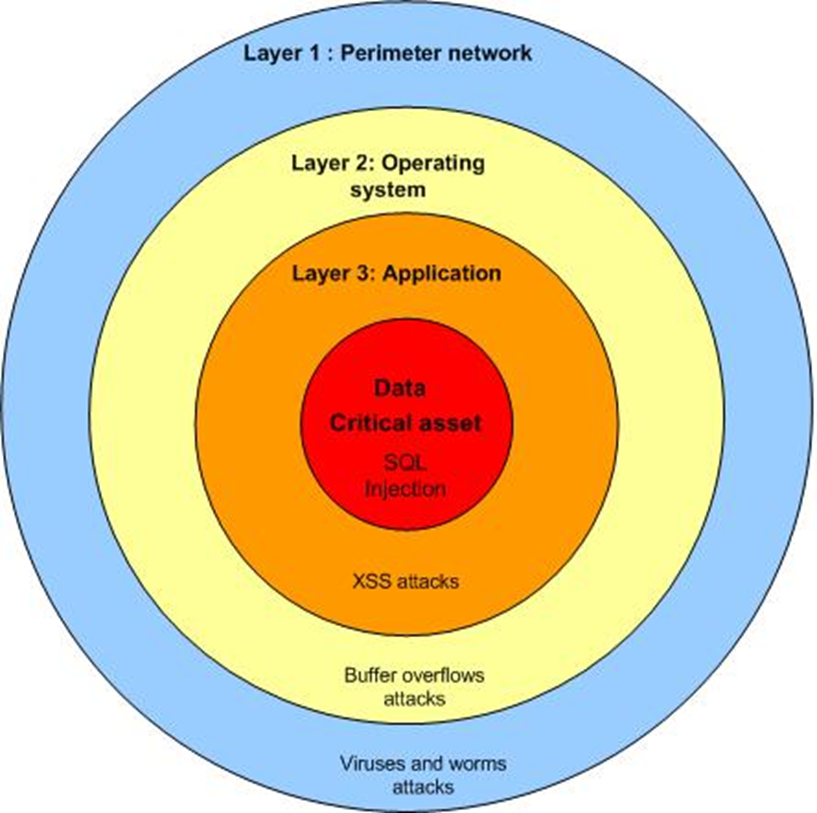 Layer 1 : Perimeter network
Layer 2: Operating
system
Layer 3: Application
Data
Critical asset
SQL
Injection
XSS attacks
Buffer overflows
attacks
Viruses and worms
attacks